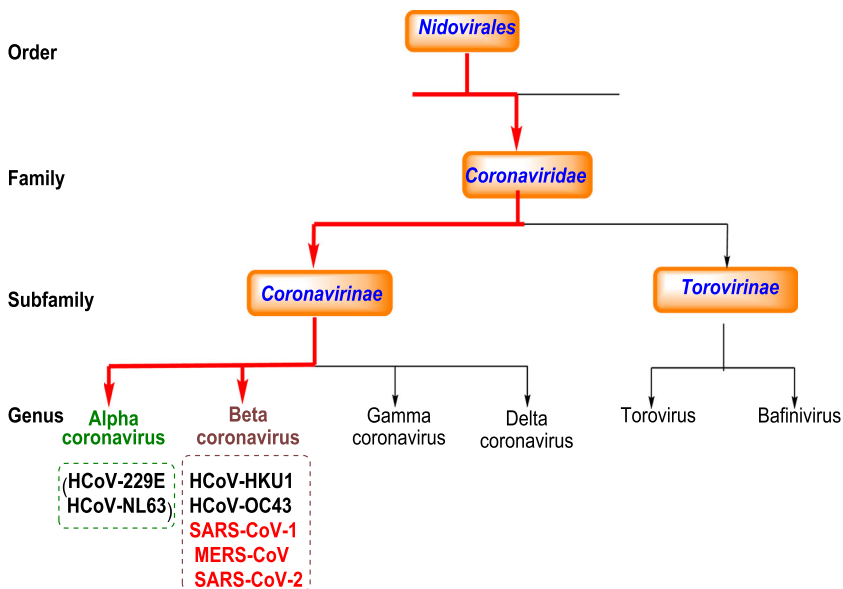 Nidovirales
Order
Family
Coronaviridae
Subfamily
Coronavirinae
Torovirinae
Genus
Alpha
coronavirus
Beta
coronavirus
Gamma
coronavirus
Delta
coronavirus
Torovirus
Bafinivirus
(HCoV-229E
HCoV-NL63)
HCoV-HKU1
HCoV-OC43
SARS-CoV-1
MERS-CoV
SARS-CoV-2